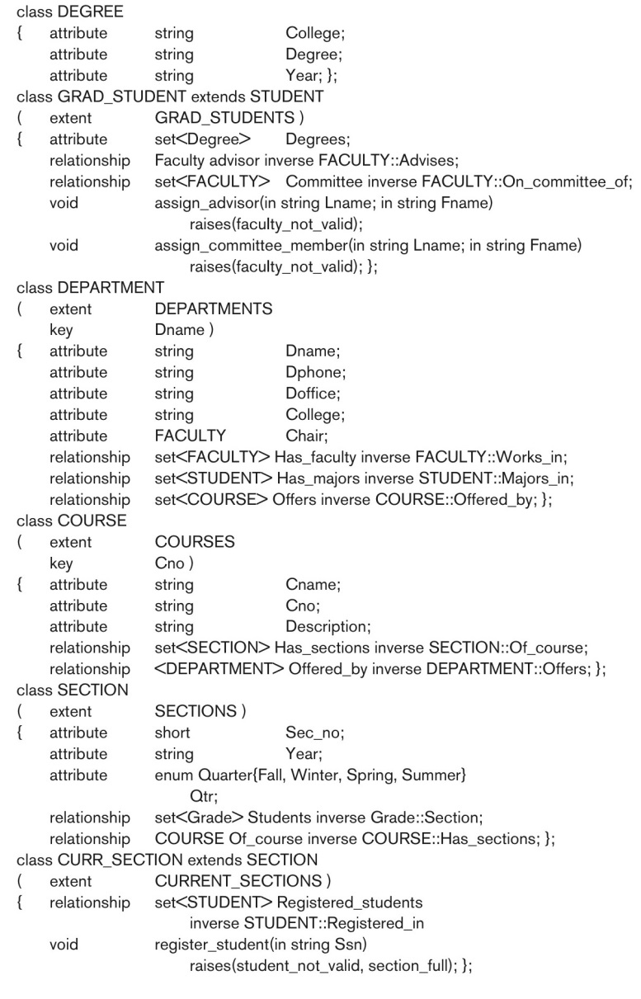 class DEGREE
{ attribute string College;
attribute string Degree;
attribute string Year; };
class GRAD_STUDENT extends STUDENT
( extent GRAD_STUDENTS )
{ attribute set<Degree> Degrees;
relationship Faculty advisor inverse FACULTY::Advises;
relationship set<FACULTY> Committee inverse FACULTY::On_committee_of;
void assign_advisor(in string Lname; in string Fname)
raises(faculty_not_valid);
void assign_committee_member(in string Lname; in string Fname)
raises(faculty_not_valid); };
class DEPARTMENT
( extent DEPARTMENTS
key Dname )
{ attribute string Dname;
attribute string Dphone;
attribute string Doffice;
attribute string College;
attribute FACULTY Chair;
relationship set<FACULTY> Has_faculty inverse FACULTY::Works_in;
relationship set<STUDENT> Has_majors inverse STUDENT::Majors_in;
relationship set<COURSE> Offers inverse COURSE::Offered_by; };
class COURSE
( extent COURSES
key Cno )
{ attribute string Cname;
attribute string Cno;
attribute string Description;
relationship set<SECTION> Has_sections inverse SECTION::Of_course;
relationship <DEPARTMENT> Offered_by inverse DEPARTMENT::Offers; };
class SECTION
( extent SECTIONS )
{ attribute short Sec_no;
attribute string Year;
attribute enum Quarter{Fall, Winter, Spring, Summer}
Qtr;
relationship set<Grade> Students inverse Grade::Section;
relationship COURSE Of_course inverse COURSE::Has_sections; };
class CURR_SECTION extends SECTION
( extent CURRENT_SECTIONS )
{ relationship set<STUDENT> Registered_students
inverse STUDENT::Registered_in
void register_student(in string Ssn)
raises(student_not_valid, section_full); };